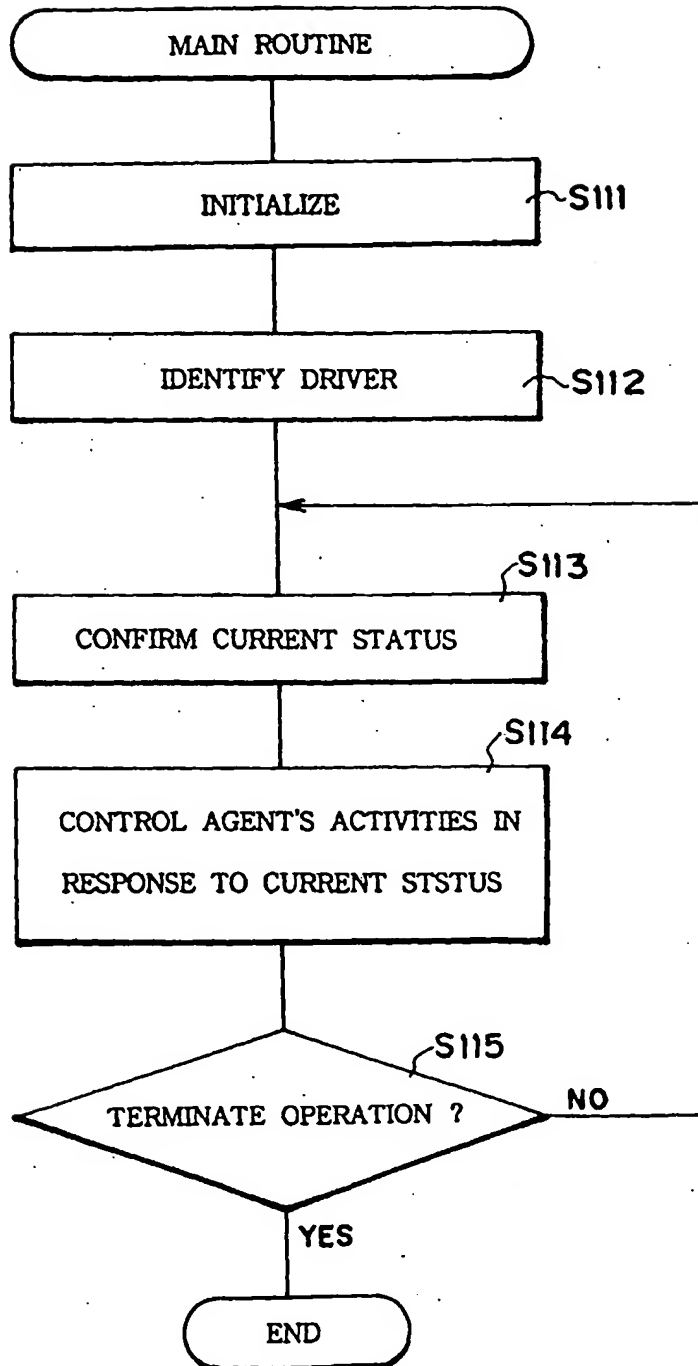 MAIN ROUTINE
INITIALIZE
S111
IDENTIFY DRIVER
S112
S113
CONFIRM CURRENT STATUS
S114
CONTROL AGENT'S ACTIVITIES IN
RESPONSE TO CURRENT STSTUS
S115
TERMINATE OPERATION ?
NO
YES
END